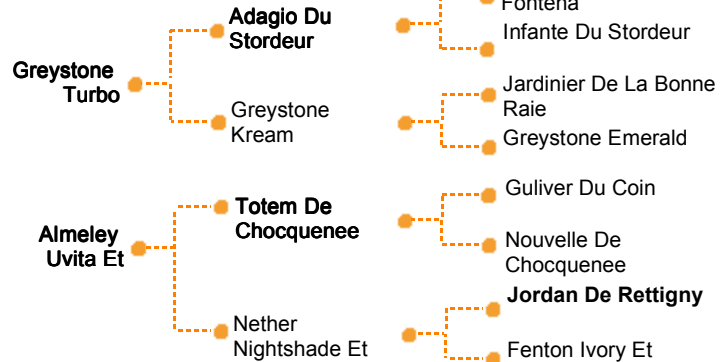 Fontena
Adagio Du
Stordeur
Infante Du Stordeur
Greystone
Turbo
Jardinier De La Bonne
Raie
Greystone
Kream
Greystone Emerald
Guliver Du Coin
Totem De
Chocquenee
Almeley
Uvita Et
Nouvelle De
Chocquenee
Jordan De Rettigny
Nether
Nightshade Et
Fenton Ivory Et